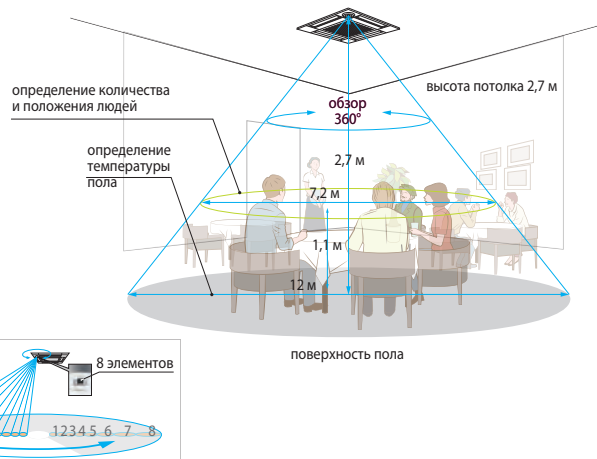 определение количества
и положения людей
высота потолка 2,7 м
обзор
360°
определение
температуры
пола
2,7 м
7,2 м
1,1 м
12 м
поверхность пола
8 элементов
1 2 3 4 5 6 7 8